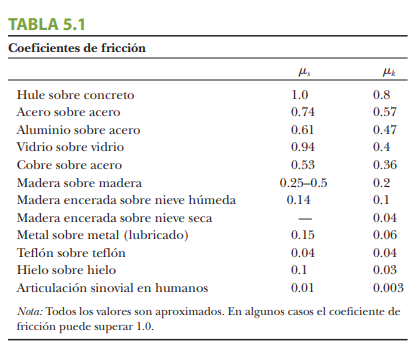 TABLA 5.1
Coeficientes de fricción
μs μk
Hule sobre concreto 1.0 0.8
Acero sobre acero 0.74 0.57
Aluminio sobre acero 0.61 0.47
Vidrio sobre vidrio 0.94 0.4
Cobre sobre acero 0.53 0.36
Madera sobre madera 0.25–0.5 0.2
Madera encerada sobre nieve húmeda 0.14 0.1
Madera encerada sobre nieve seca — 0.04
Metal sobre metal (lubricado) 0.15 0.06
Teflón sobre teflón 0.04 0.04
Hielo sobre hielo 0.1 0.03
Articulación sinovial en humanos 0.01 0.003
Nota: Todos los valores son aproximados. En algunos casos el coeficiente de
fricción puede superar 1.0.